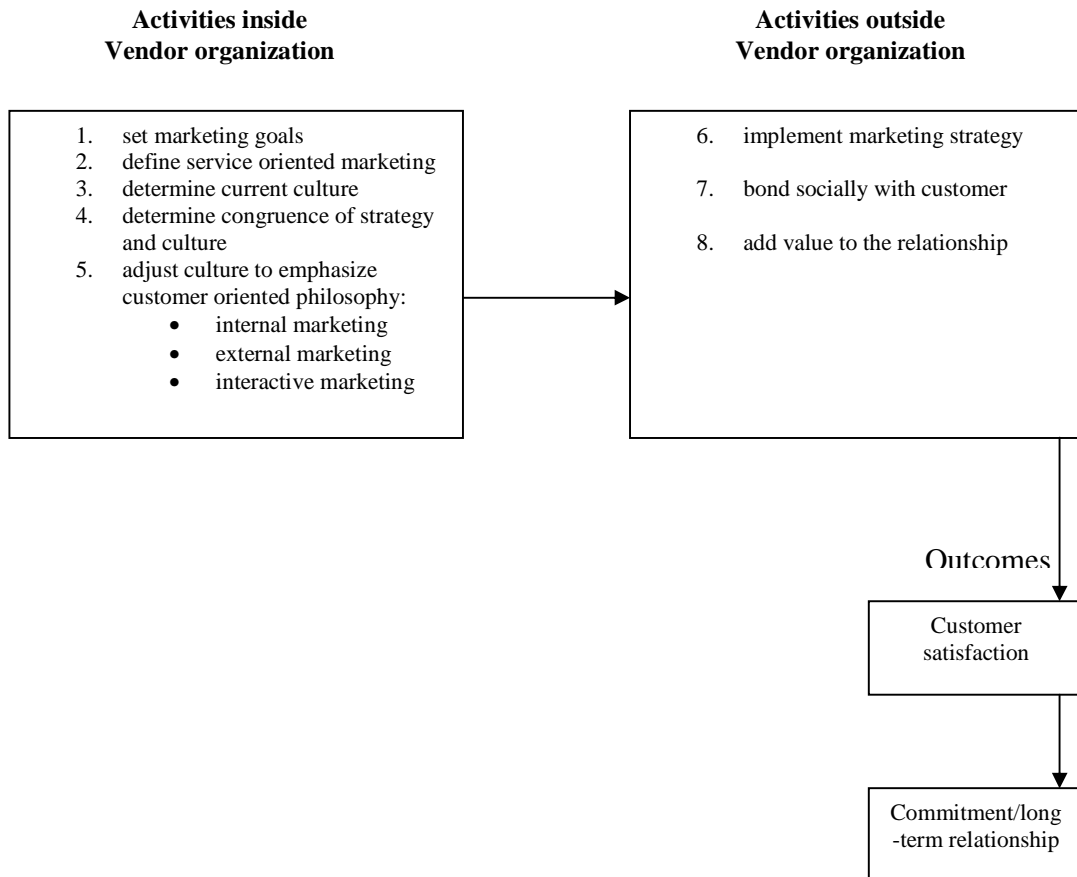 Activities inside
Vendor organization
Activities outside
Vendor organization
1. set marketing goals
2. define service oriented marketing
3. determine current culture
4. determine congruence of strategy
and culture
5. adjust culture to emphasize
customer oriented philosophy:
• internal marketing
• external marketing
• interactive marketing
6. implement marketing strategy
7. bond socially with customer
8. add value to the relationship
Outcomes
Customer
satisfaction
Commitment/long
-term relationship